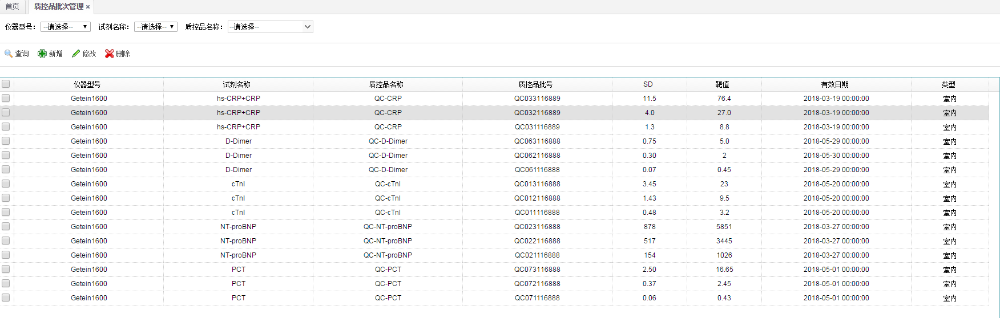 首页 质控品批次管理 ×
仪器型号： --请选择-- 试剂名称： --请选择-- 质控品名称： --请选择--
查询 新增 修改 删除
仪器型号 试剂名称 质控品名称 质控品批号 SD 靶值 有效日期 类型
Getein1600 hs-CRP+CRP QC-CRP QC033116889 11.5 76.4 2018-03-19 00:00:00 室内
Getein1600 hs-CRP+CRP QC-CRP QC032116889 4.0 27.0 2018-03-19 00:00:00 室内
Getein1600 hs-CRP+CRP QC-CRP QC031116889 1.3 8.8 2018-03-19 00:00:00 室内
Getein1600 D-Dimer QC-D-Dimer QC063116888 0.75 5.0 2018-05-29 00:00:00 室内
Getein1600 D-Dimer QC-D-Dimer QC062116888 0.30 2 2018-05-30 00:00:00 室内
Getein1600 D-Dimer QC-D-Dimer QC061116888 0.07 0.45 2018-05-29 00:00:00 室内
Getein1600 cTnI QC-cTnI QC013116888 3.45 23 2018-05-20 00:00:00 室内
Getein1600 cTnI QC-cTnI QC012116888 1.43 9.5 2018-05-20 00:00:00 室内
Getein1600 cTnI QC-cTnI QC011116888 0.48 3.2 2018-05-20 00:00:00 室内
Getein1600 NT-proBNP QC-NT-proBNP QC023116888 878 5851 2018-03-27 00:00:00 室内
Getein1600 NT-proBNP QC-NT-proBNP QC022116888 517 3445 2018-03-27 00:00:00 室内
Getein1600 NT-proBNP QC-NT-proBNP QC021116888 154 1026 2018-03-27 00:00:00 室内
Getein1600 PCT QC-PCT QC073116888 2.50 16.65 2018-05-01 00:00:00 室内
Getein1600 PCT QC-PCT QC072116888 0.37 2.45 2018-05-01 00:00:00 室内
Getein1600 PCT QC-PCT QC071116888 0.06 0.43 2018-05-01 00:00:00 室内